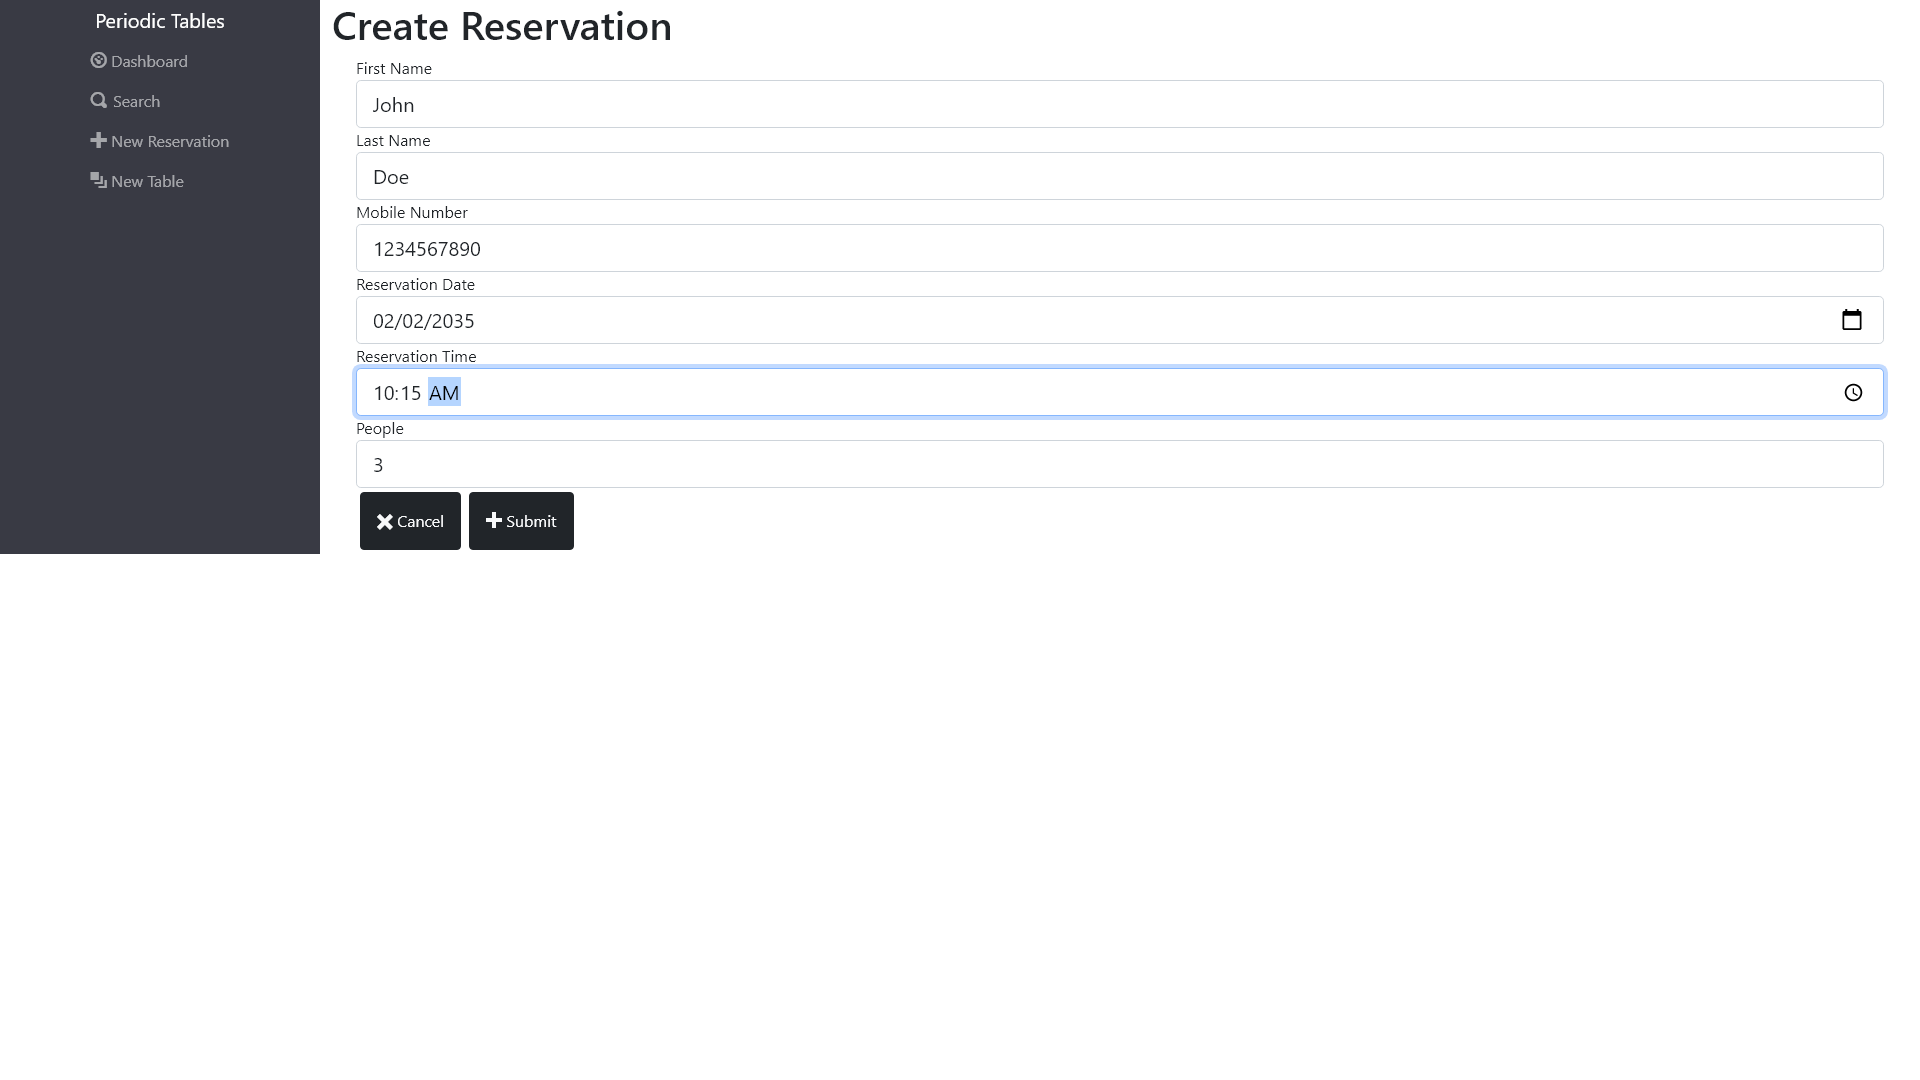 Periodic Tables
Dashboard
Search
New Reservation
New Table
Create Reservation
First Name
John
Last Name
Doe
Mobile Number
1234567890
Reservation Date
02/02/2035
Reservation Time
10:15 AM
People
3
Cancel
Submit